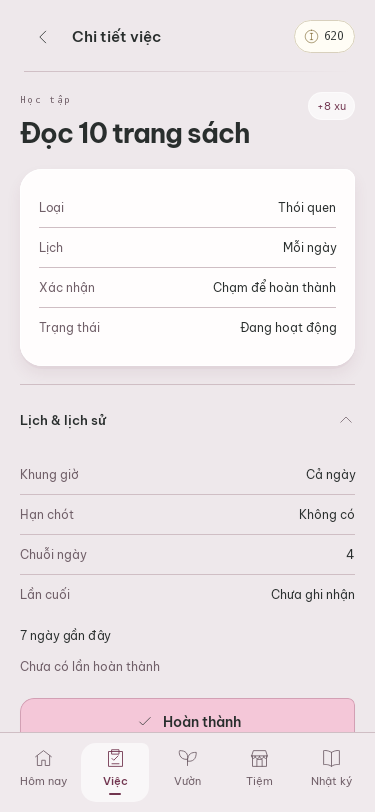 Chi tiết việc
620
Học tập
+8 xu
Đọc 10 trang sách
Loại Thói quen
Lịch Mỗi ngày
Xác nhận Chạm để hoàn thành
Trạng thái Đang hoạt động
Lịch & lịch sử
Khung giờ Cả ngày
Hạn chót Không có
Chuỗi ngày 4
Lần cuối Chưa ghi nhận
7 ngày gần đây
Chưa có lần hoàn thành
Hoàn thành
Hôm nay Việc Vườn Tiệm Nhật ký